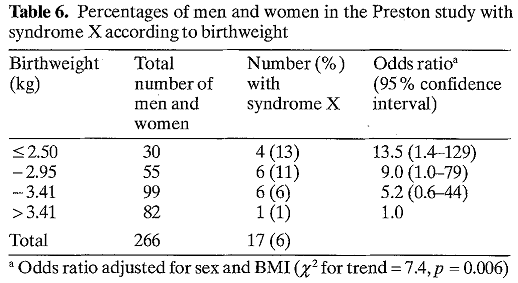 Table 6. Percentages of men and women in the Preston study with
syndrome X according to birthweight
Birthweight Total Number (%) Odds ratioᵃ
(kg) number of with (95% confidence
men and syndrome X interval)
women
≤2.50 30 4 (13) 13.5 (1.4–129)
–2.95 55 6 (11) 9.0 (1.0–79)
–3.41 99 6 (6) 5.2 (0.6–44)
>3.41 82 1 (1) 1.0
Total 266 17 (6)
ᵃ Odds ratio adjusted for sex and BMI (χ² for trend = 7.4, p = 0.006)